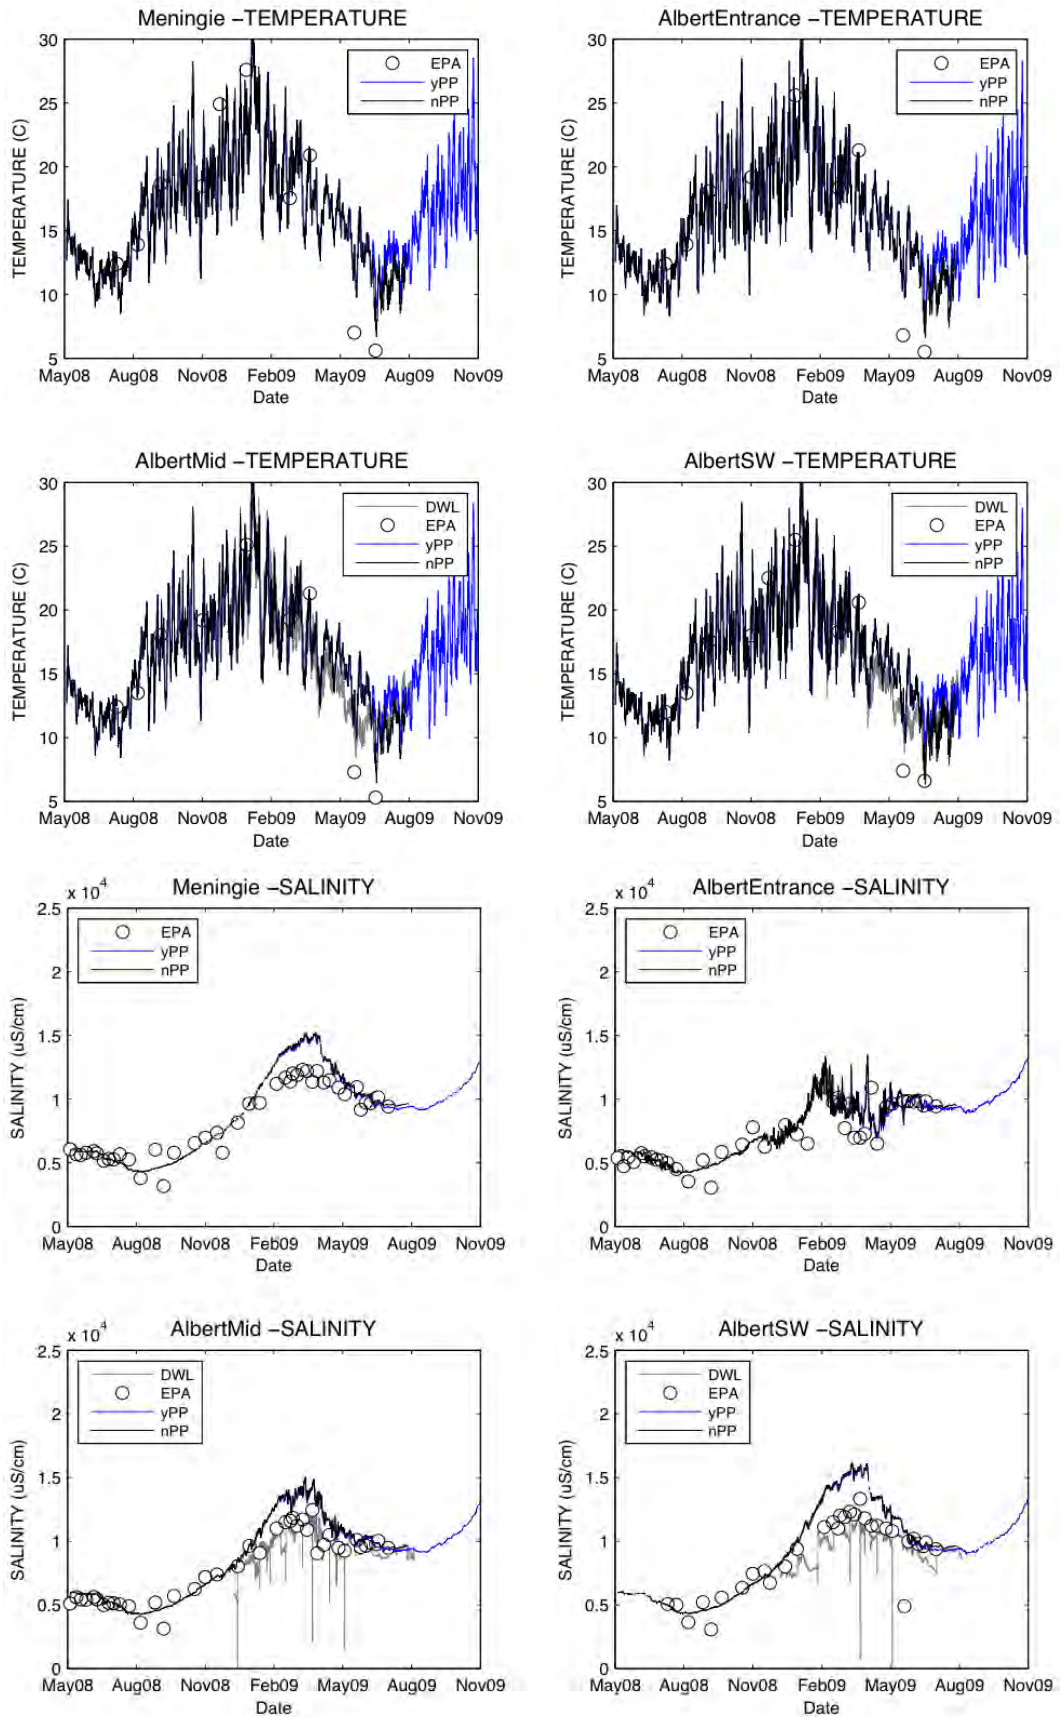 Meningie –TEMPERATURE
30
25
20
15
10
5
TEMPERATURE (C)
EPA
yPP
nPP
May08 Aug08 Nov08 Feb09 May09 Aug09 Nov09
Date
AlbertEntrance –TEMPERATURE
30
25
20
15
10
5
TEMPERATURE (C)
EPA
yPP
nPP
May08 Aug08 Nov08 Feb09 May09 Aug09 Nov09
Date
AlbertMid –TEMPERATURE
30
25
20
15
10
5
TEMPERATURE (C)
DWL
EPA
yPP
nPP
May08 Aug08 Nov08 Feb09 May09 Aug09 Nov09
Date
AlbertSW –TEMPERATURE
30
25
20
15
10
5
TEMPERATURE (C)
DWL
EPA
yPP
nPP
May08 Aug08 Nov08 Feb09 May09 Aug09 Nov09
Date
Meningie –SALINITY
x 10^4
2.5
2
1.5
1
0.5
0
SALINITY (uS/cm)
EPA
yPP
nPP
May08 Aug08 Nov08 Feb09 May09 Aug09 Nov09
Date
AlbertEntrance –SALINITY
x 10^4
2.5
2
1.5
1
0.5
0
SALINITY (uS/cm)
EPA
yPP
nPP
May08 Aug08 Nov08 Feb09 May09 Aug09 Nov09
Date
AlbertMid –SALINITY
x 10^4
2.5
2
1.5
1
0.5
0
SALINITY (uS/cm)
DWL
EPA
yPP
nPP
May08 Aug08 Nov08 Feb09 May09 Aug09 Nov09
Date
AlbertSW –SALINITY
x 10^4
2.5
2
1.5
1
0.5
0
SALINITY (uS/cm)
DWL
EPA
yPP
nPP
May08 Aug08 Nov08 Feb09 May09 Aug09 Nov09
Date